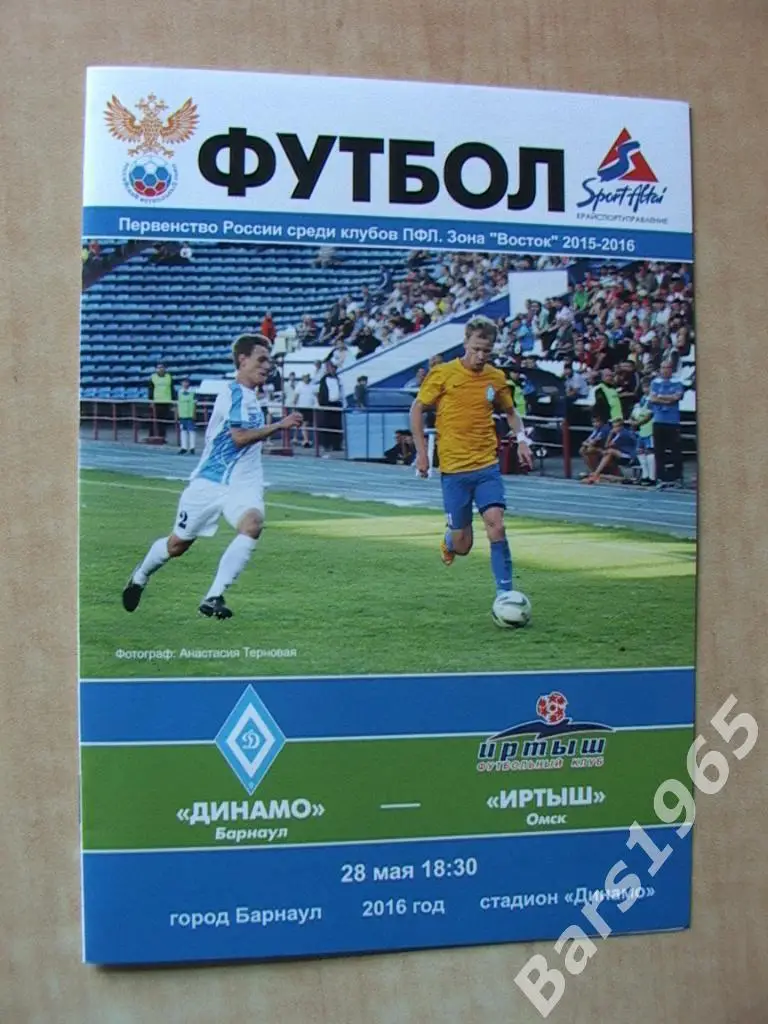 ФУТБОЛ
Sport Altai
КРАЙСПОРТУПРАВЛЕНИЕ
Первенство России среди клубов ПФЛ. Зона "Восток" 2015-2016
2
Фотограф: Анастасия Терновая
Д
ИРТЫШ
ФУТБОЛЬНЫЙ КЛУБ
«ДИНАМО» — «ИРТЫШ»
Барнаул Омск
28 мая 18:30
город Барнаул 2016 год стадион «Динамо»
Bars1965